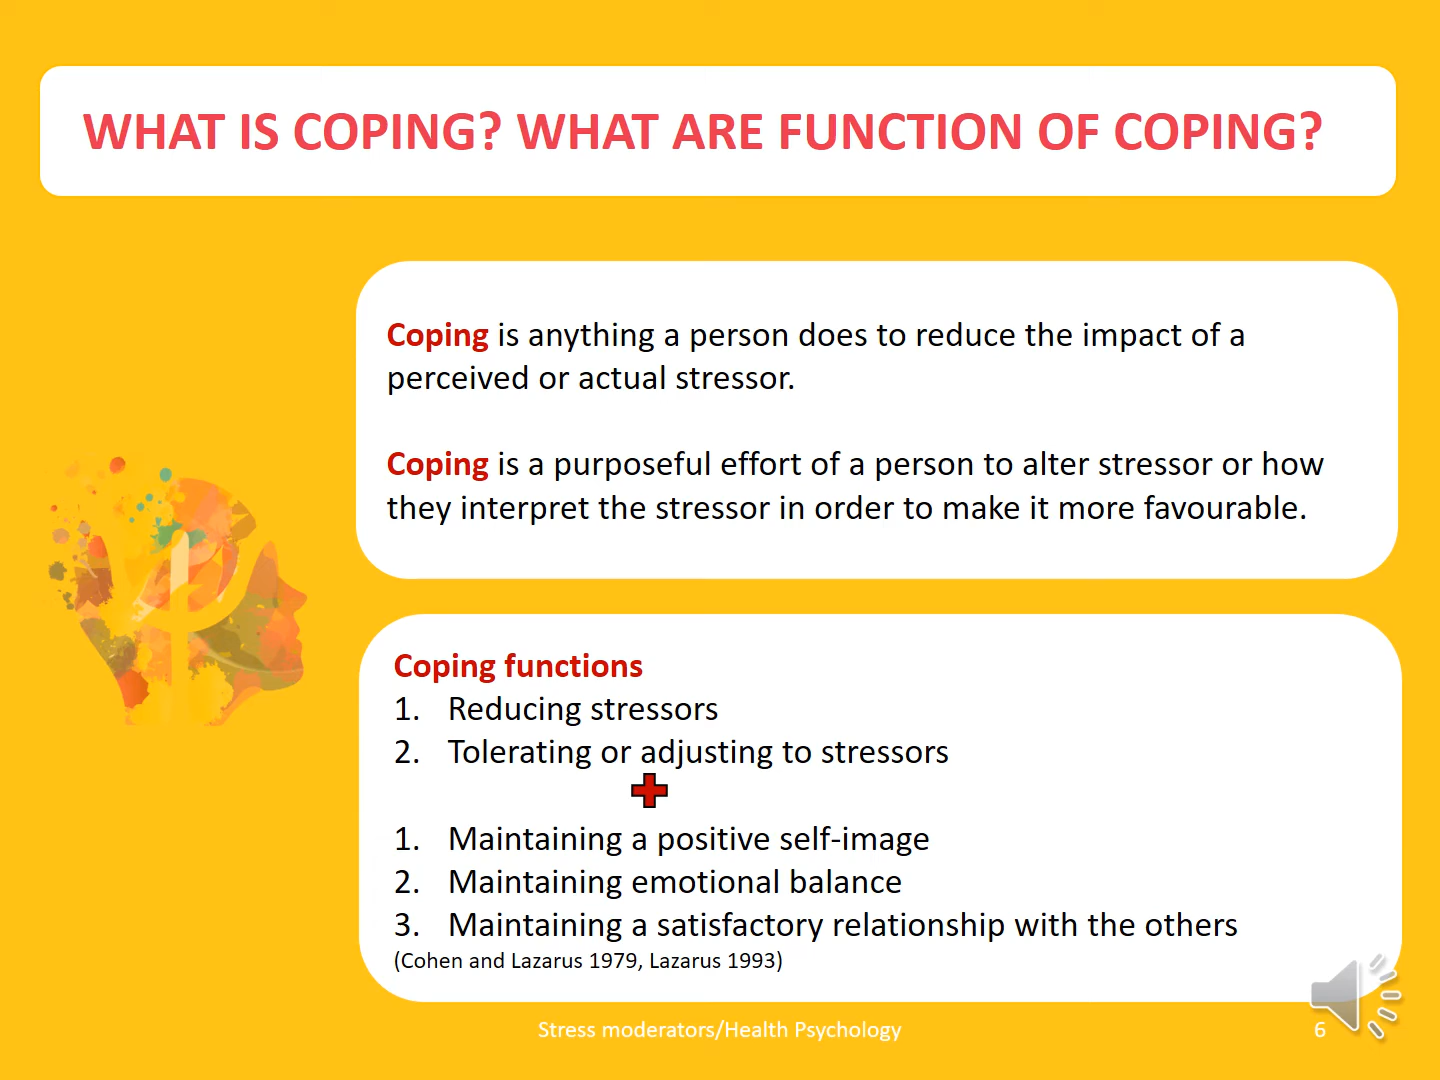 WHAT IS COPING? WHAT ARE FUNCTION OF COPING?
Coping is anything a person does to reduce the impact of a
perceived or actual stressor.
Coping is a purposeful effort of a person to alter stressor or how
they interpret the stressor in order to make it more favourable.
Coping functions
1. Reducing stressors
2. Tolerating or adjusting to stressors
1. Maintaining a positive self-image
2. Maintaining emotional balance
3. Maintaining a satisfactory relationship with the others
(Cohen and Lazarus 1979, Lazarus 1993)
Stress moderators/Health Psychology
6